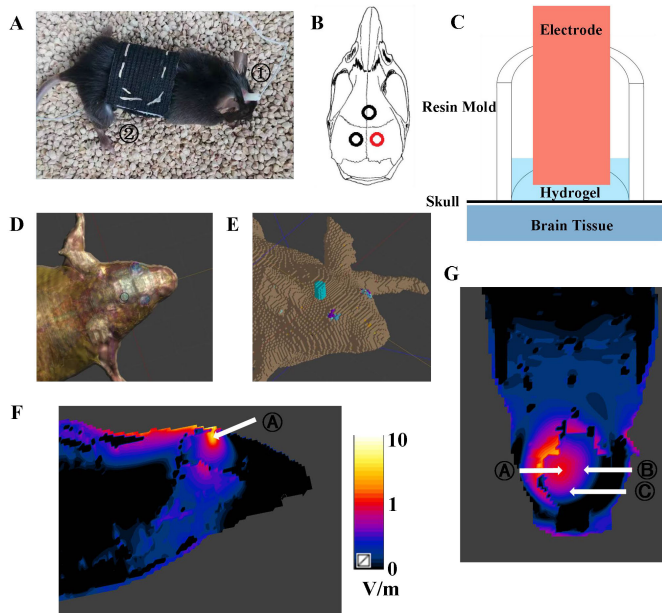 A
①
②
B
C
Electrode
Resin Mold
Hydrogel
Skull
Brain Tissue
D
E
G
Ⓐ
Ⓑ
Ⓒ
F
Ⓐ
10
1
0
V/m